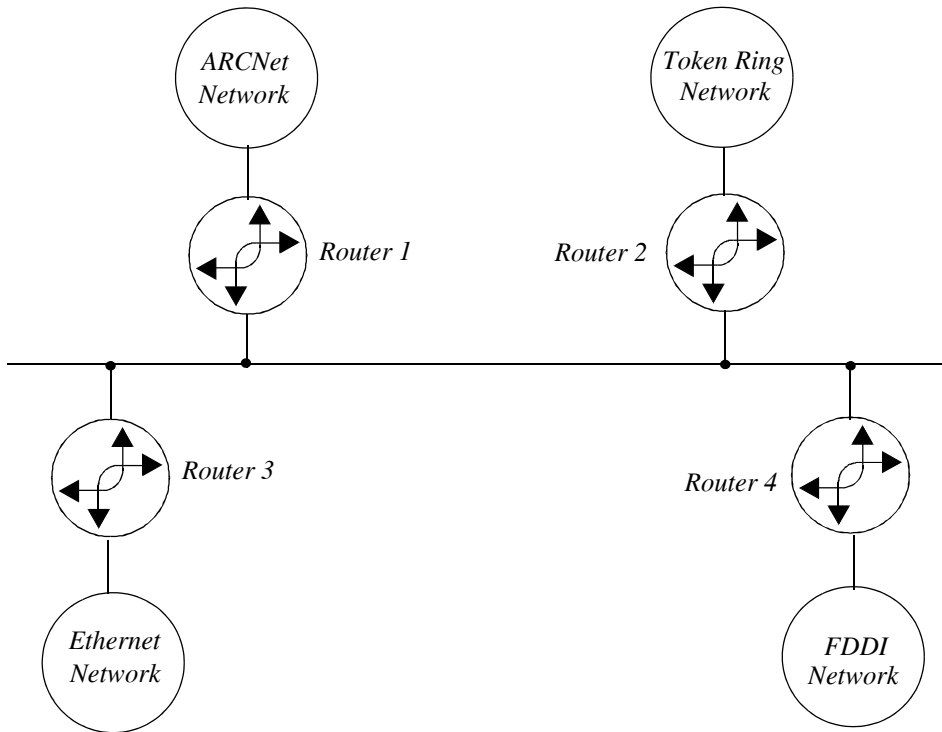 ARCNet
Network
Token Ring
Network
Router 1
Router 2
Router 3
Router 4
Ethernet
Network
FDDI
Network